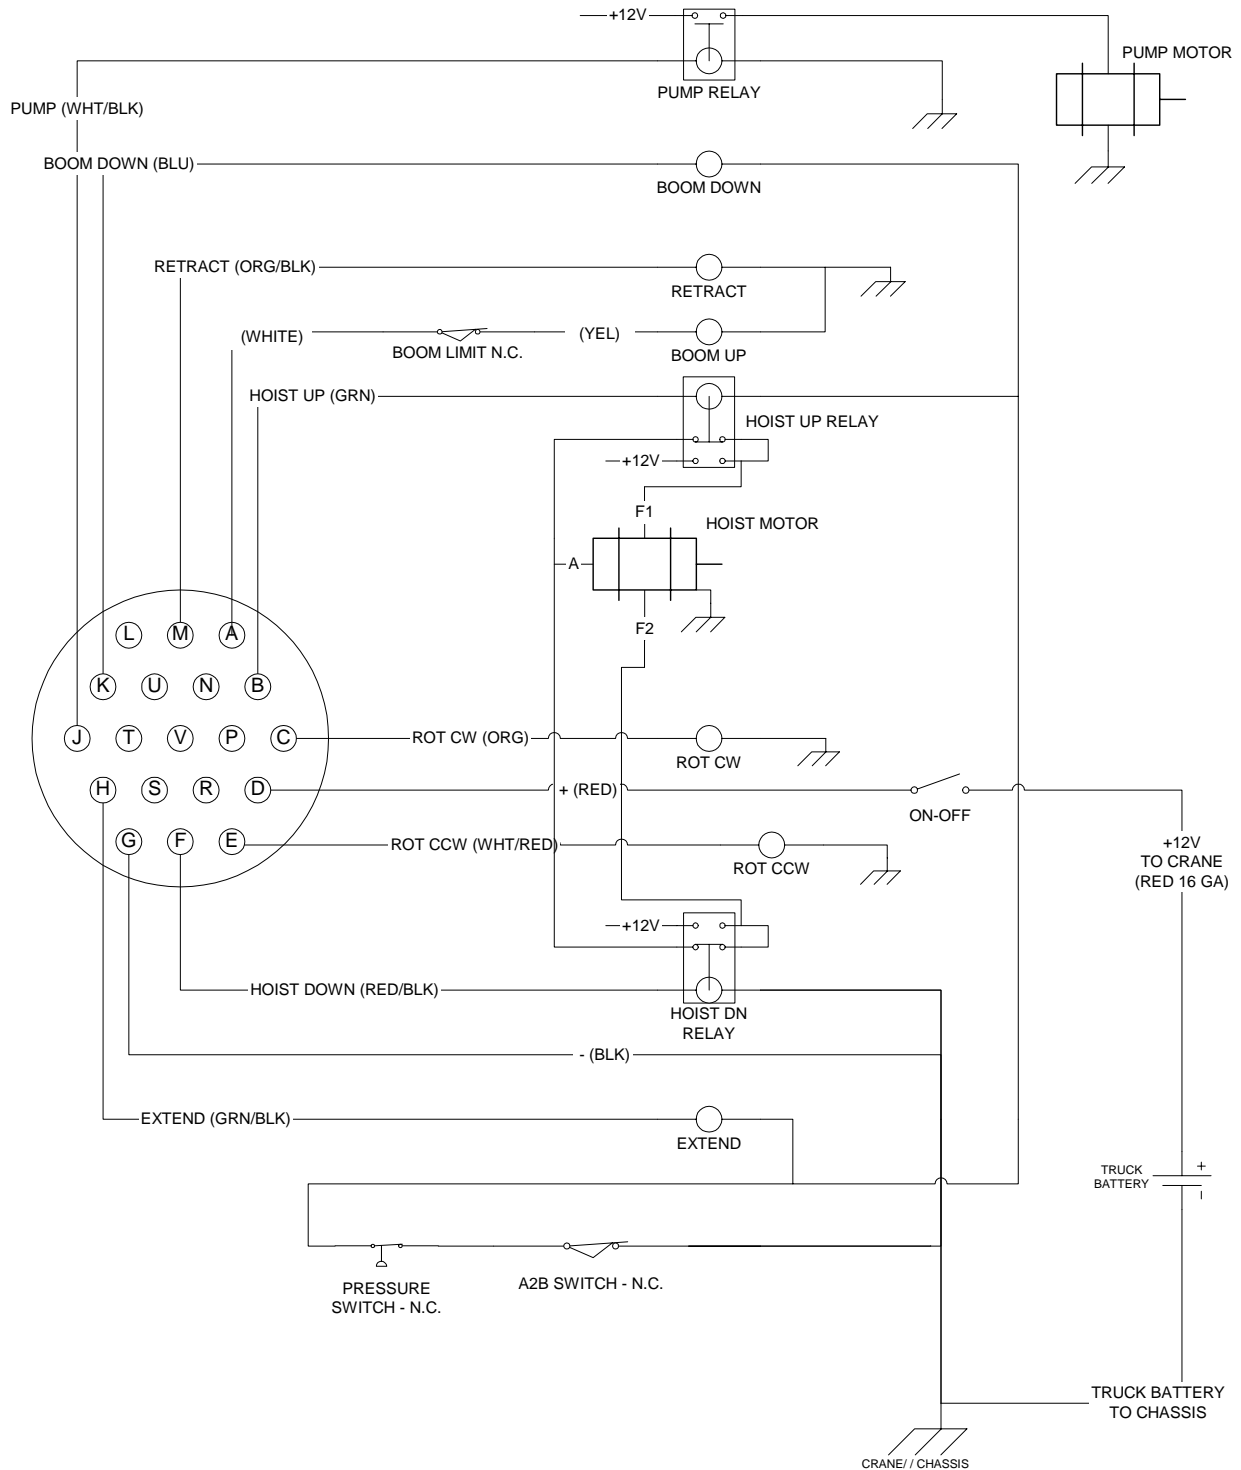 +12V
PUMP MOTOR
PUMP RELAY
PUMP (WHT/BLK)
BOOM DOWN (BLU)
BOOM DOWN
RETRACT (ORG/BLK)
RETRACT
(WHITE)
(YEL)
BOOM LIMIT N.C.
BOOM UP
HOIST UP (GRN)
HOIST UP RELAY
+12V
F1
HOIST MOTOR
A
F2
L M A
K U N B
J T V P C
H S R D
G F E
ROT CW (ORG)
ROT CW
+ (RED)
ON-OFF
ROT CCW (WHT/RED)
ROT CCW
+12V
TO CRANE
(RED 16 GA)
+12V
HOIST DOWN (RED/BLK)
HOIST DN
RELAY
- (BLK)
EXTEND (GRN/BLK)
EXTEND
TRUCK
BATTERY
+
–
PRESSURE
SWITCH - N.C.
A2B SWITCH - N.C.
TRUCK BATTERY
TO CHASSIS
CRANE/ / CHASSIS